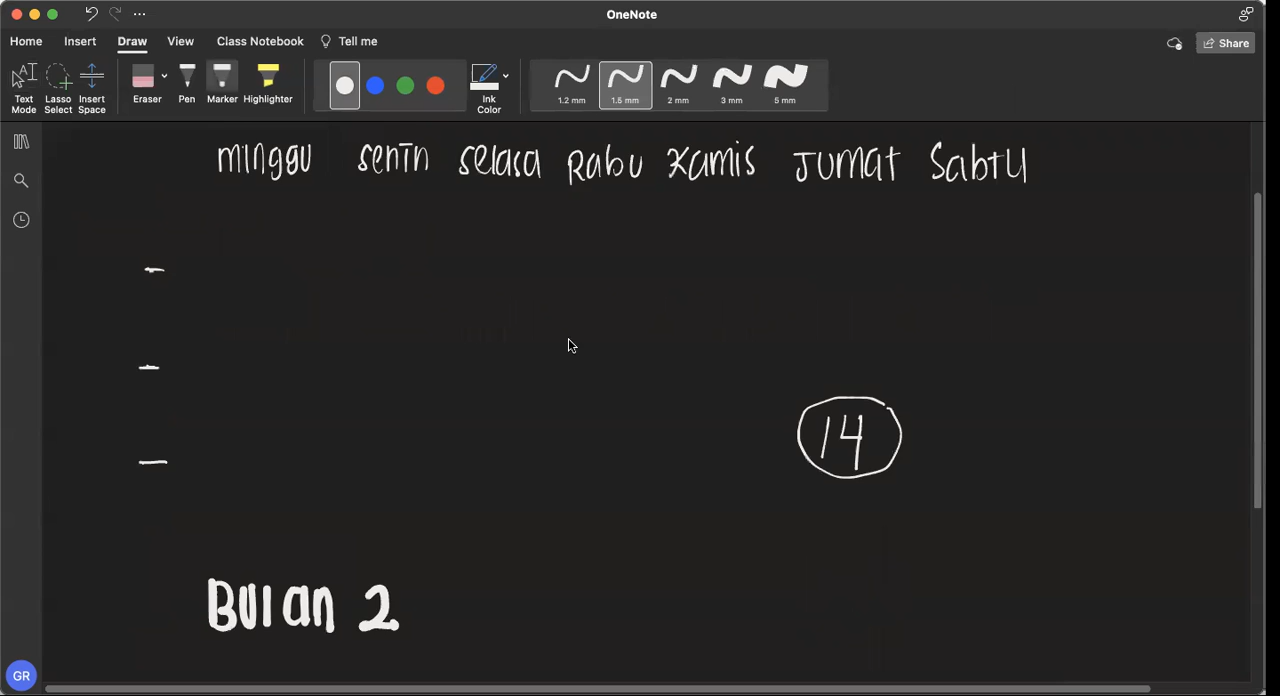 OneNote
Home Insert Draw View Class Notebook Tell me Share
Text Mode Lasso Select Insert Space Eraser Pen Marker Highlighter Ink Color 1.2 mm 1.5 mm 2 mm 3 mm 5 mm
minggu senin selasa Rabu Kamis Jumat Sabtu
-
-
14
-
Bulan 2
GR